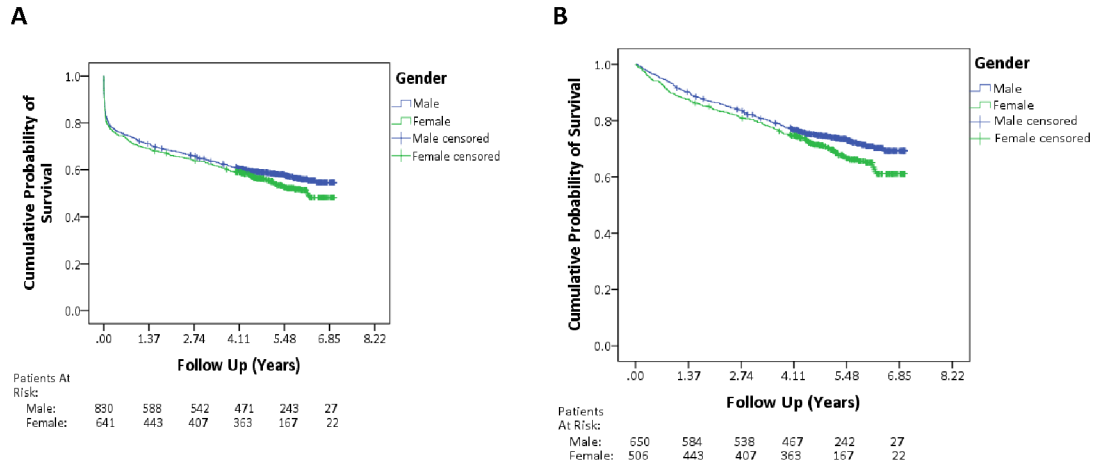 A
Cumulative Probability of
Survival
1.0
0.8
0.6
0.4
0.2
0.0
.00 1.37 2.74 4.11 5.48 6.85 8.22
Follow Up (Years)
Gender
Male
Female
Male censored
Female censored
Patients At
Risk:
Male: 830 588 542 471 243 27
Female: 641 443 407 363 167 22
B
Cumulative Probability of Survival
1.0
0.8
0.6
0.4
0.2
0.0
.00 1.37 2.74 4.11 5.48 6.85 8.22
Follow Up (Years)
Gender
Male
Female
Male censored
Female censored
Patients
At Risk:
Male: 650 584 538 467 242 27
Female: 506 443 407 363 167 22